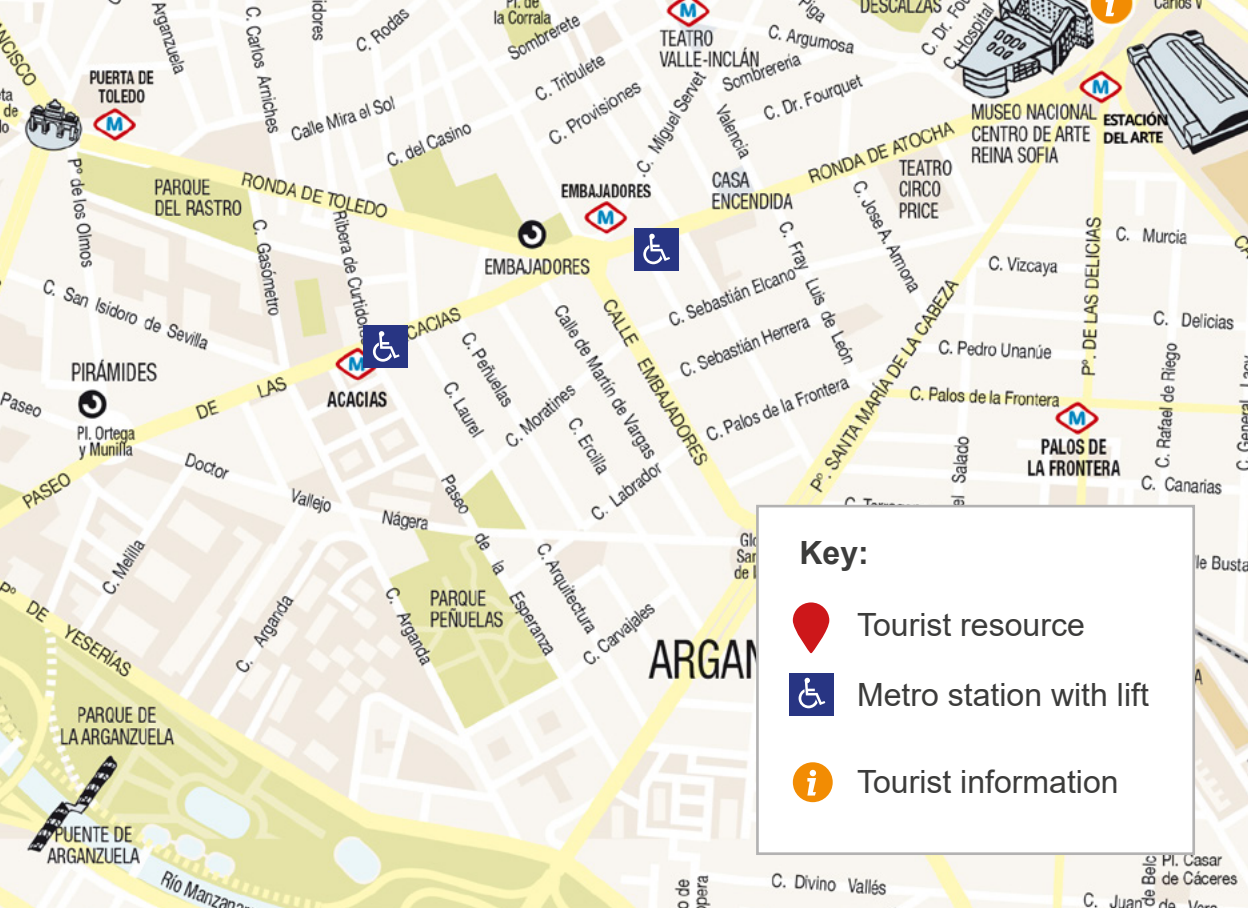 Pl. de
la Corrala
C. Rodas
Sombrerete
Arganzuela
C. Carlos Arniches
C. Tribulete
C. Provisiones
M
TEATRO
VALLE-INCLÁN
C. Argumosa
Sombrerería
DESCALZAS
C. Hospital
i
Carlos V
PUERTA DE
TOLEDO
M
Calle Mira el Sol
C. del Casino
C. Miguel Servet
Valencia
C. Dr. Fourquet
MUSEO NACIONAL
CENTRO DE ARTE
REINA SOFIA
M
ESTACIÓN
DEL ARTE
RONDA DE ATOCHA
TEATRO
CIRCO
PRICE
Pº de los Olmos
PARQUE
DEL RASTRO
RONDA DE TOLEDO
EMBAJADORES
M
CASA
ENCENDIDA
C. Jose A. Armona
C. Gasómetro
EMBAJADORES
C. Fray Luis de León
C. Murcia
C. Vizcaya
Pº. DE LAS DELICIAS
C. San Isidoro de Sevilla
C. Sebastián Elcano
C. Sebastián Herrera
C. Delicias
C. Pedro Unanúe
PIRÁMIDES
Pl. Ortega
y Munilla
Paseo
Doctor
Vallejo
Nágera
PASEO DE LAS
CACIAS
M
ACACIAS
C. Peñuelas
C. Laurel
C. Moratines
C. Ercilla
Calle de Martín de Vargas
CALLE EMBAJADORES
C. Labrador
C. Palos de la Frontera
Pº. SANTA MARÍA DE LA CABEZA
C. Palos de la Frontera
M
PALOS DE
LA FRONTERA
C. Rafael de Riego
C. Canarias
Salado
C. Melilla
C. Arganda
C. Arganda
PARQUE
PEÑUELAS
Paseo de la Esperanza
C. Arquitectura
C. Carvajales
Pº DE YESERÍAS
PARQUE DE
LA ARGANZUELA
PUENTE DE
ARGANZUELA
Key:
Tourist resource
Metro station with lift
i Tourist information
C. Divino Vallés
Pl. Casar
de Cáceres